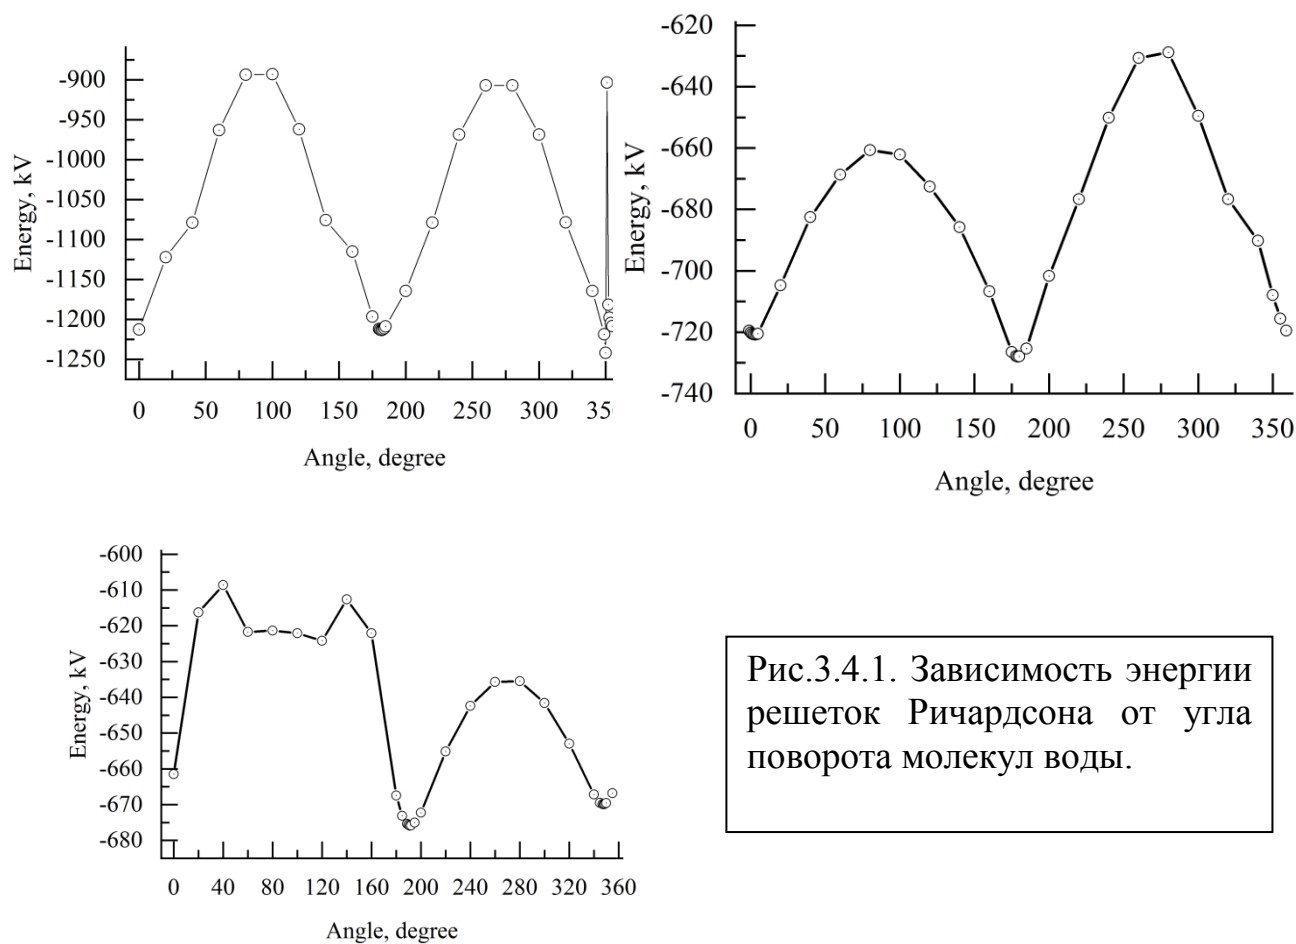 -900
-950
-1000
-1050
-1100
-1150
-1200
-1250
Energy, kV
0 50 100 150 200 250 300 35
Angle, degree
-620
-640
-660
-680
-700
-720
-740
Energy, kV
0 50 100 150 200 250 300 350
Angle, degree
-600
-610
-620
-630
-640
-650
-660
-670
-680
Energy, kV
0 40 80 120 160 200 240 280 320 360
Angle, degree
Рис.3.4.1. Зависимость энергии
решеток Ричардсона от угла
поворота молекул воды.